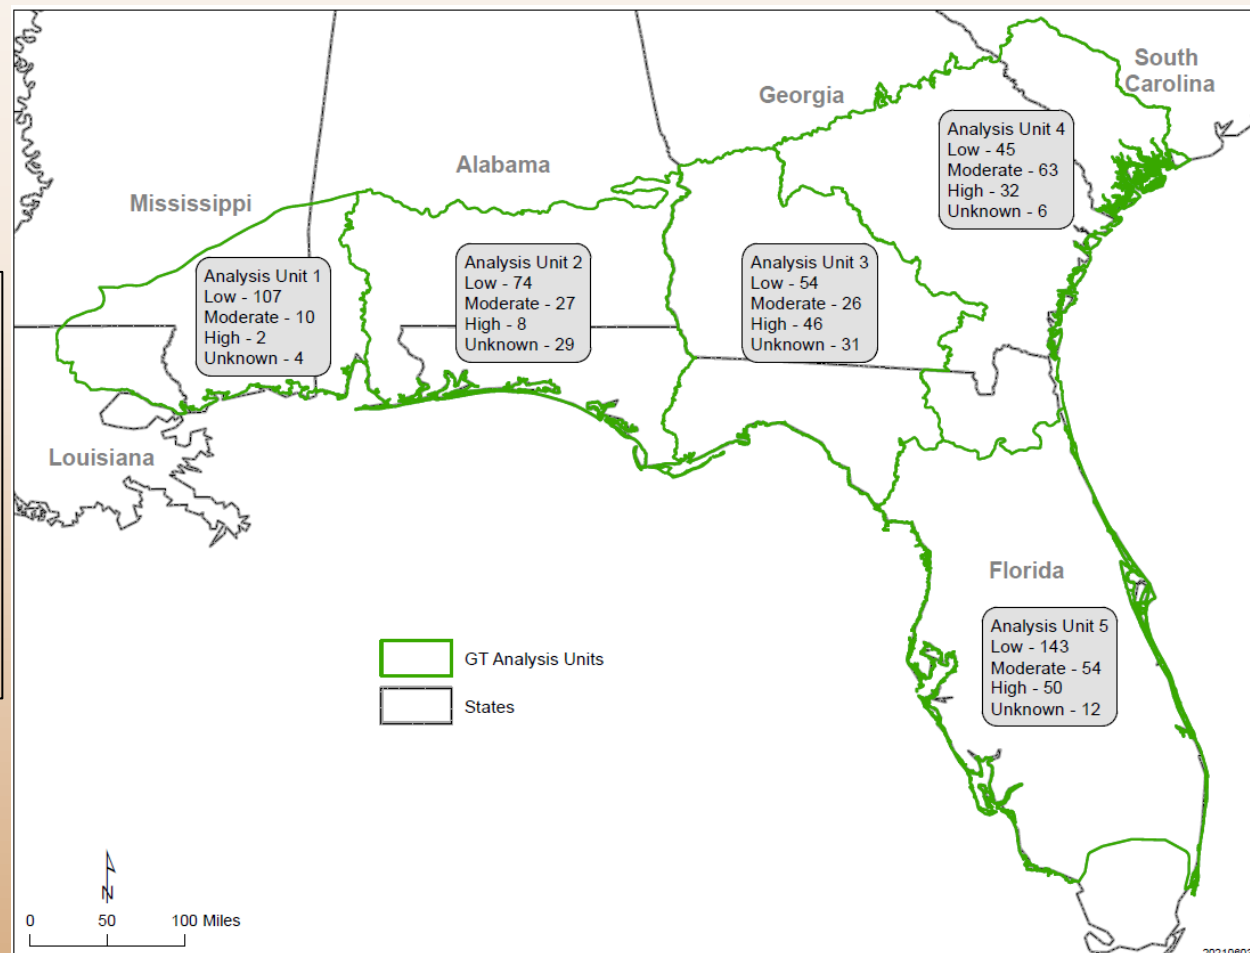 South
Carolina
Georgia
Analysis Unit 4
Low - 45
Moderate - 63
High - 32
Unknown - 6
Alabama
Mississippi
Analysis Unit 1
Low - 107
Moderate - 10
High - 2
Unknown - 4
Analysis Unit 2
Low - 74
Moderate - 27
High - 8
Unknown - 29
Analysis Unit 3
Low - 54
Moderate - 26
High - 46
Unknown - 31
Louisiana
Florida
Analysis Unit 5
Low - 143
Moderate - 54
High - 50
Unknown - 12
GT Analysis Units
States
N
0 50 100 Miles